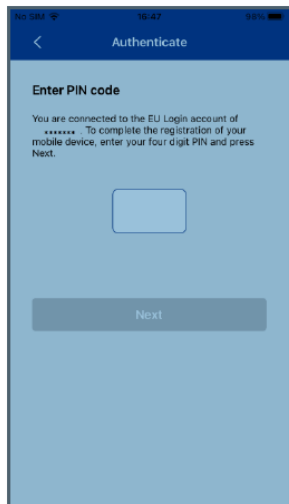 No SIM 16:47 58%
Authenticate
Enter PIN code
You are connected to the EU Login account of
******* . To complete the registration of your
mobile device, enter your four digit PIN and press
Next.
Next